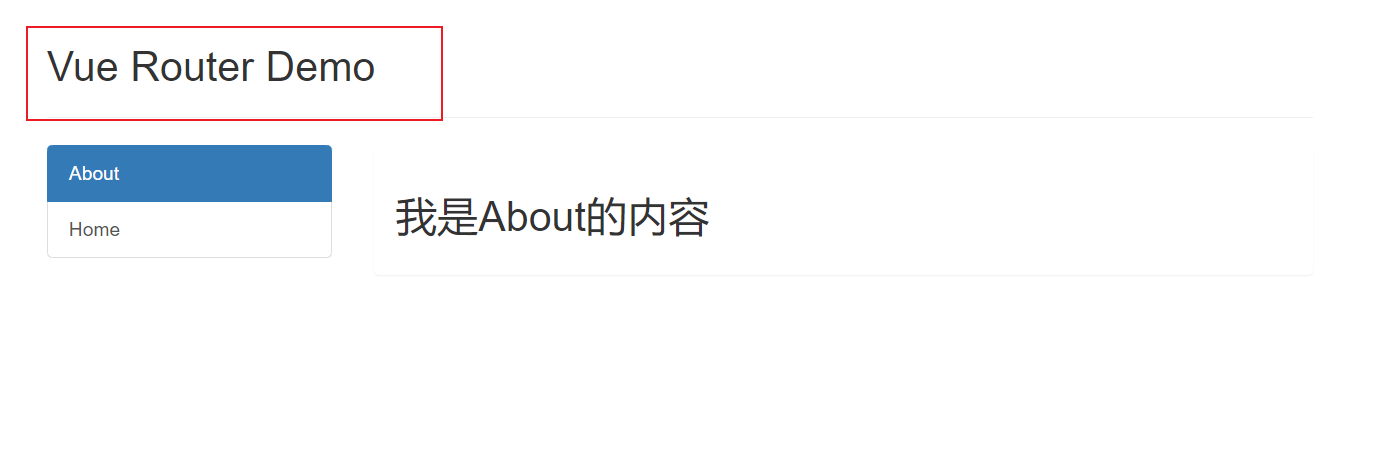 Vue Router Demo
About
Home
我是About的内容